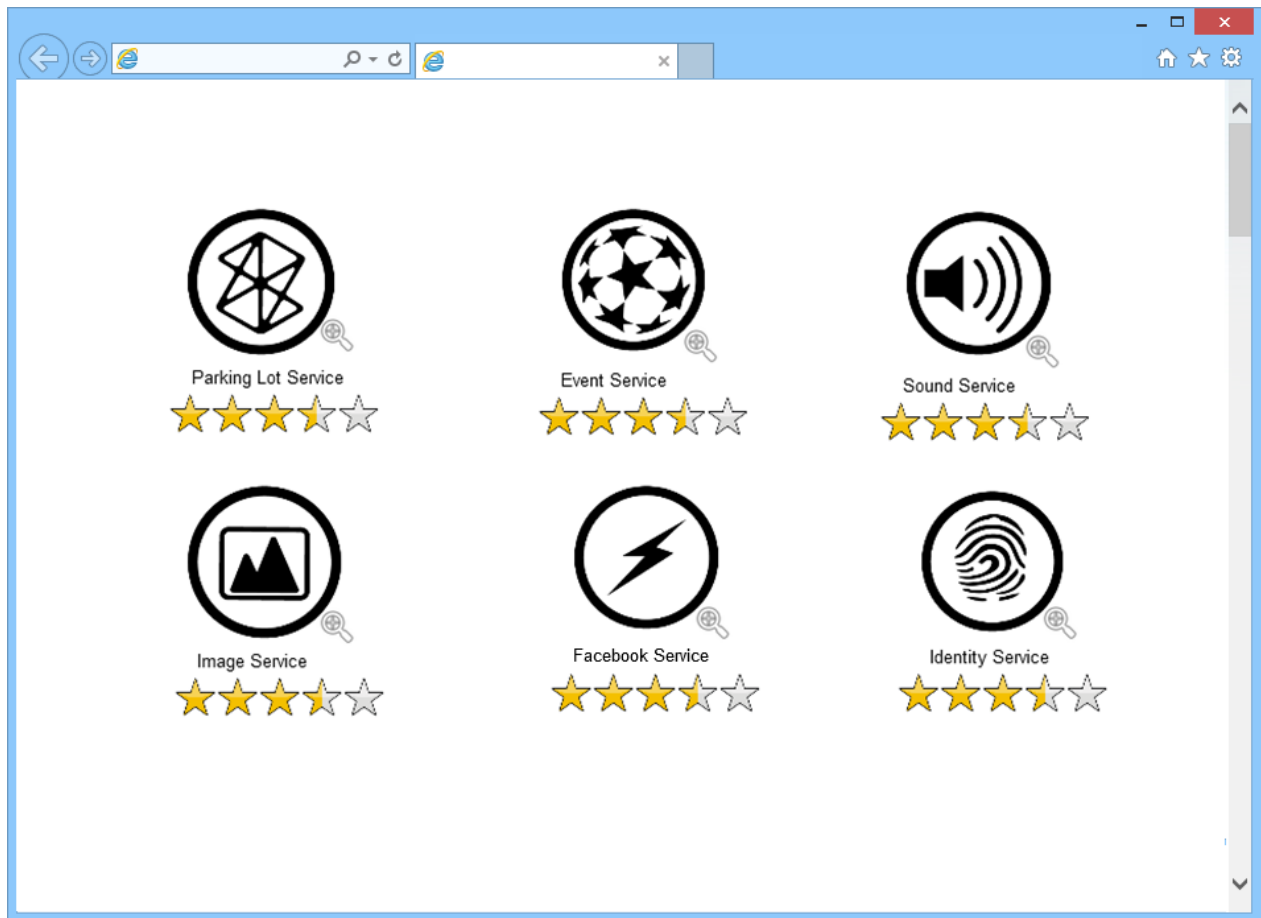 Parking Lot Service
Event Service
Sound Service
Image Service
Facebook Service
Identity Service